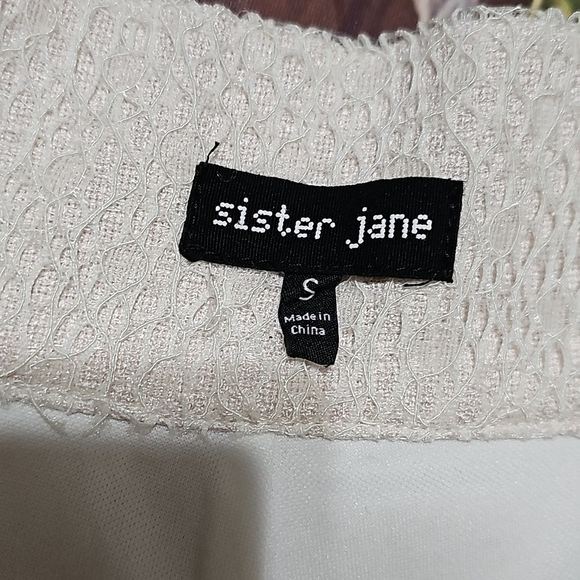 sister jane
S
Made in
China